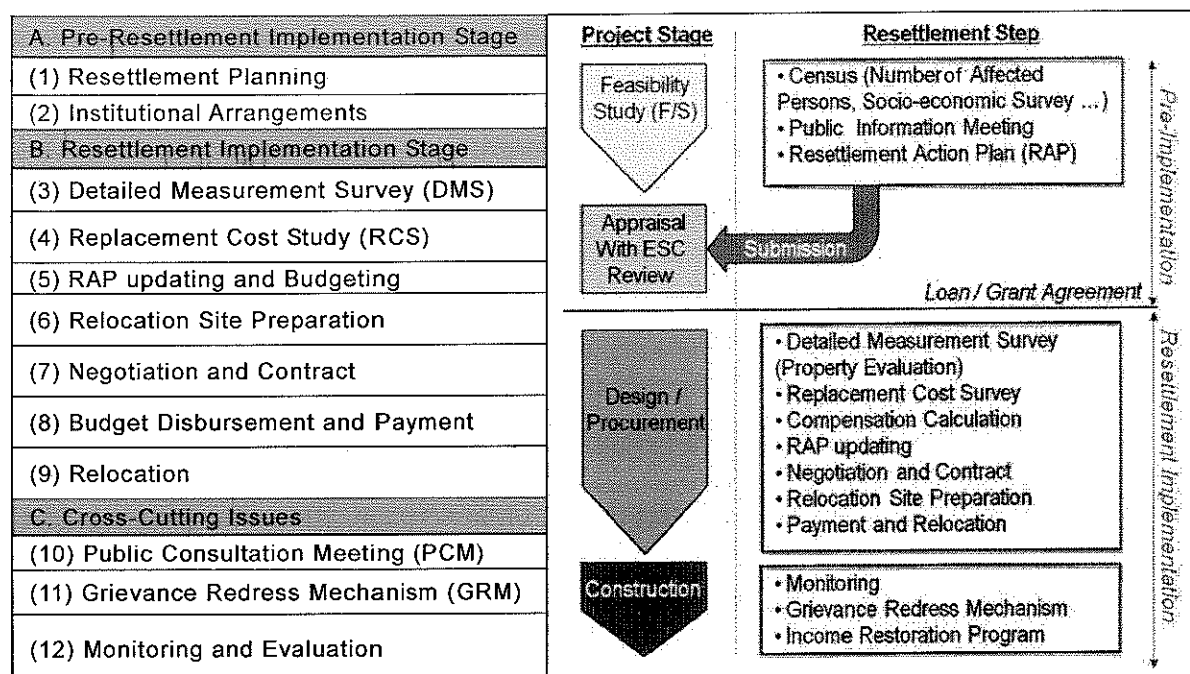 A. Pre-Resettlement Implementation Stage
(1) Resettlement Planning
(2) Institutional Arrangements
B. Resettlement Implementation Stage
(3) Detailed Measurement Survey (DMS)
(4) Replacement Cost Study (RCS)
(5) RAP updating and Budgeting
(6) Relocation Site Preparation
(7) Negotiation and Contract
(8) Budget Disbursement and Payment
(9) Relocation
C. Cross-Cutting Issues
(10) Public Consultation Meeting (PCM)
(11) Grievance Redress Mechanism (GRM)
(12) Monitoring and Evaluation
Project Stage
Resettlement Step
Feasibility
Study (F/S)
• Census (Number of Affected
Persons, Socio-economic Survey ...)
• Public Information Meeting
• Resettlement Action Plan (RAP)
Pre-Implementation
Appraisal
With ESC
Review
Submission
Loan / Grant Agreement
Design /
Procurement
• Detailed Measurement Survey
(Property Evaluation)
• Replacement Cost Survey
• Compensation Calculation
• RAP updating
• Negotiation and Contract
• Relocation Site Preparation
• Payment and Relocation
Resettlement Implementation
Construction
• Monitoring
• Grievance Redress Mechanism
• Income Restoration Program